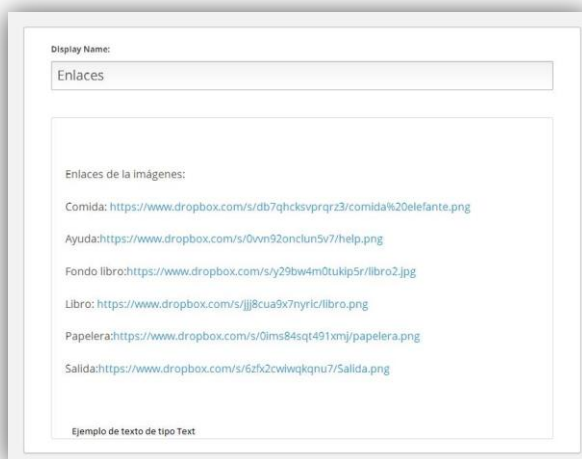 Display Name:
Enlaces
Enlaces de la imágenes:
Comida: https://www.dropbox.com/s/db7qhcksvprqrz3/comida%20elefante.png
Ayuda:https://www.dropbox.com/s/0vvn92onclun5v7/help.png
Fondo libro:https://www.dropbox.com/s/y29bw4m0tukip5r/libro2.jpg
Libro: https://www.dropbox.com/s/jjj8cua9x7nyric/libro.png
Papelera:https://www.dropbox.com/s/0ims84sqt491xmj/papelera.png
Salida:https://www.dropbox.com/s/6zfx2cwiwqkqnu7/Salida.png
Ejemplo de texto de tipo Text